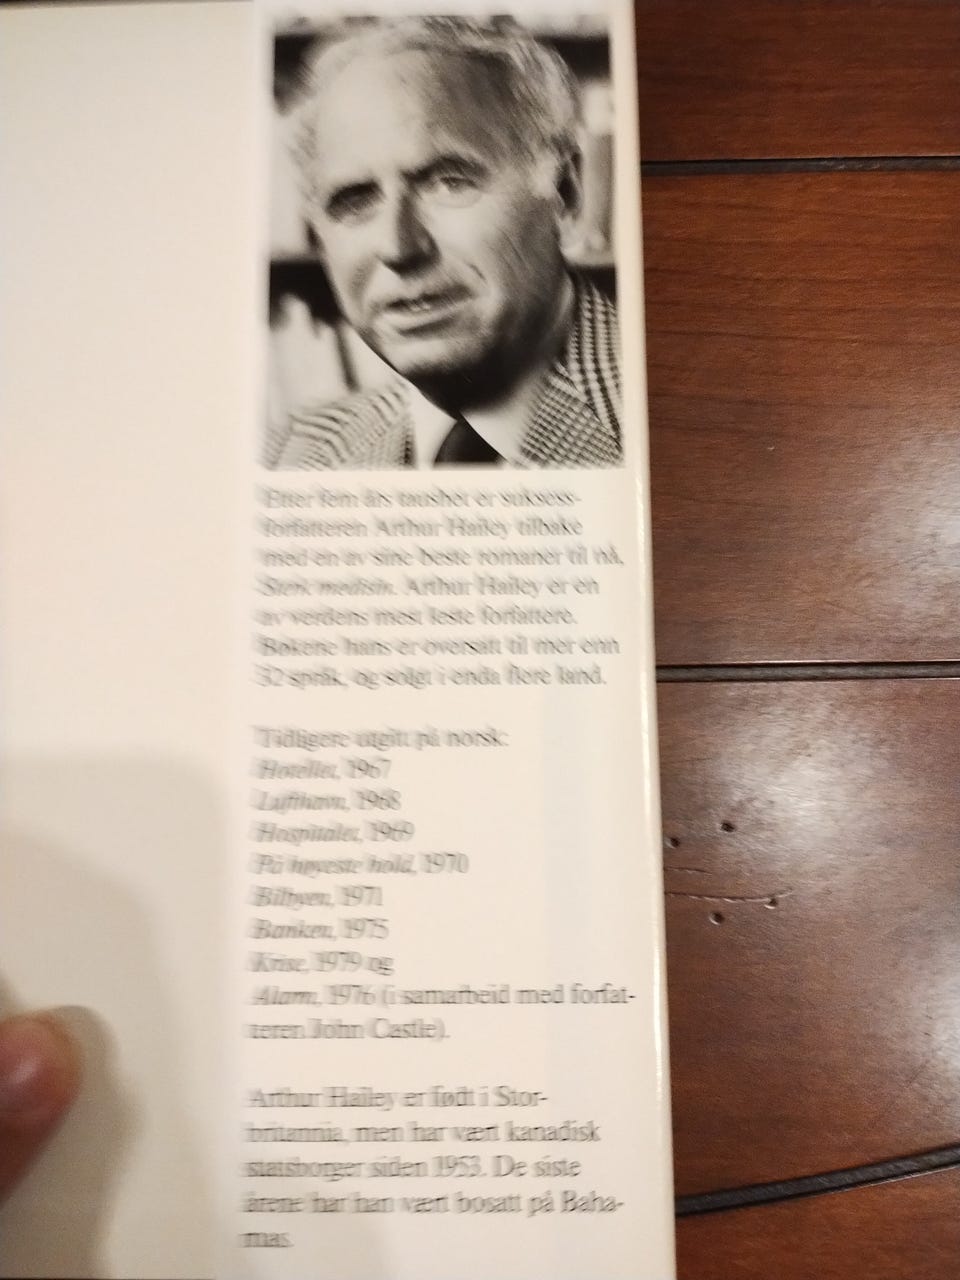 Etter fem års taushet er suksess-
forfatteren Arthur Hailey tilbake
med en av sine beste romaner til nå,
Sterk medisin. Arthur Hailey er en
av verdens mest leste forfattere.
Bøkene hans er oversatt til mer enn
32 språk, og solgt i enda flere land.
Tidligere utgitt på norsk:
Hotellet, 1967
Lufthavn, 1968
Hospitalet, 1969
På høyeste hold, 1970
Bilbyen, 1971
Banken, 1975
Krise, 1979 og
Alarm, 1976 (i samarbeid med forfat-
teren John Castle).
Arthur Hailey er født i Stor-
britannia, men har vært kanadisk
statsborger siden 1953. De siste
årene har han vært bosatt på Baha-
mas.